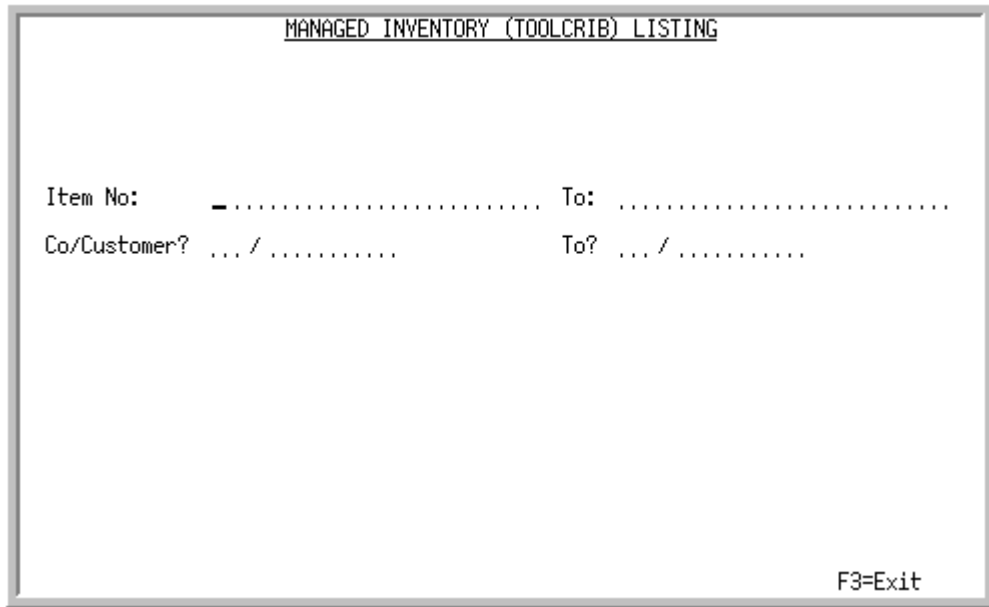 MANAGED INVENTORY (TOOLCRIB) LISTING
Item No: _.......................... To: ............................
Co/Customer? .../........... To? .../...........
F3=Exit